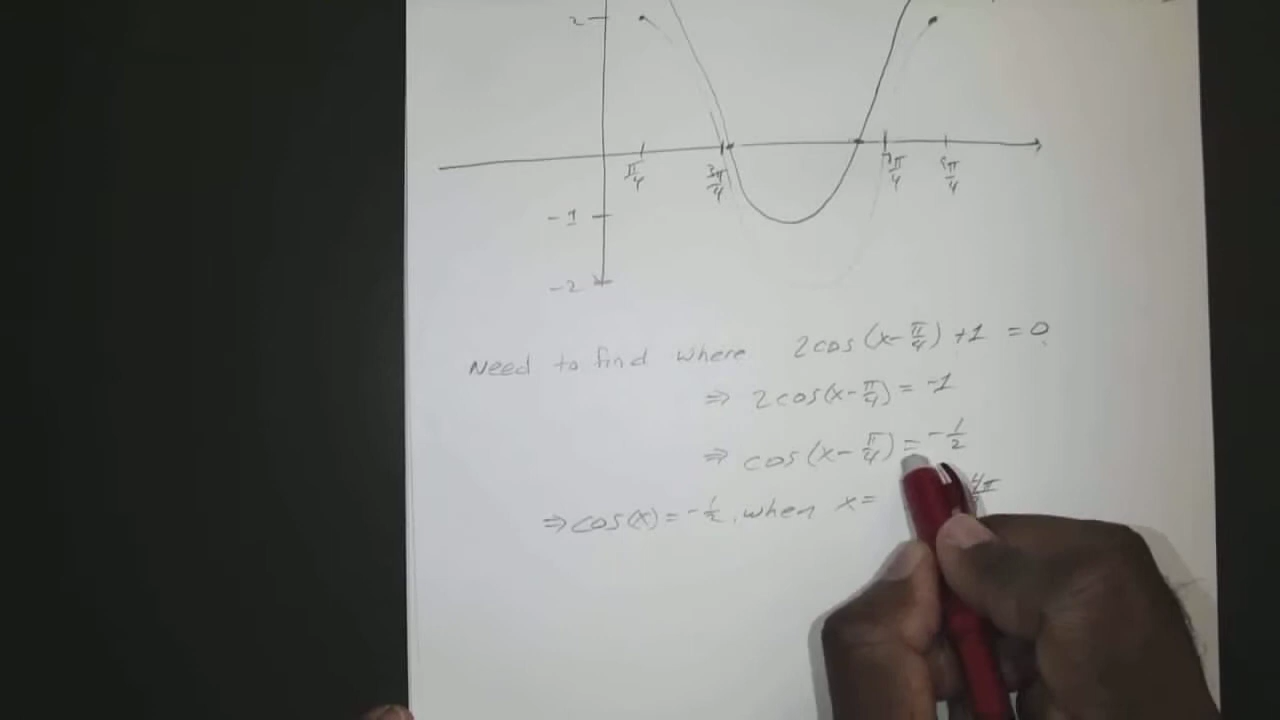 2
π/4 3π/4 7π/4 9π/4
-1
-2
Need to find where 2cos(x-π/4)+1 = 0
⇒ 2cos(x-π/4) = -1
⇒ cos(x-π/4) = -1/2
⇒ cos(x) = -1/2, when x = 4π